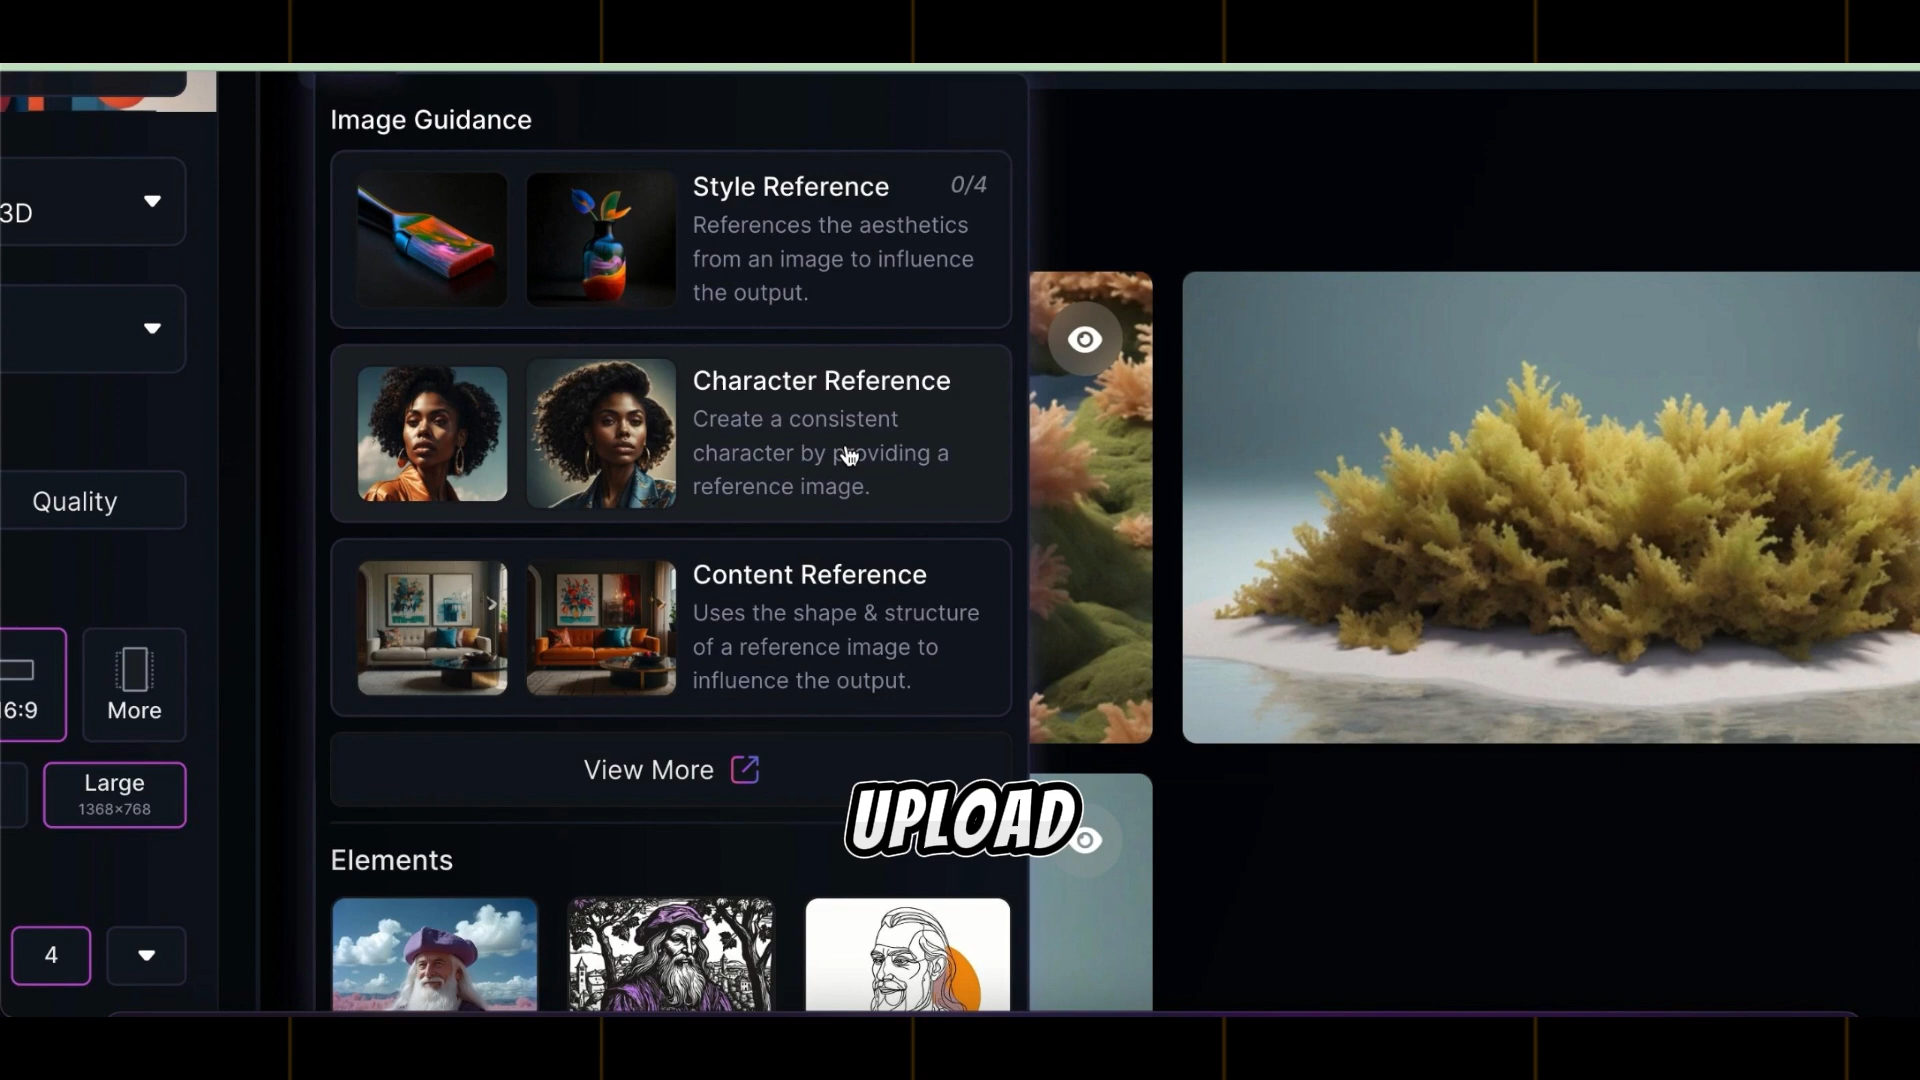 Image Guidance
Style Reference 0/4
References the aesthetics
from an image to influence
the output.
3D
Character Reference
Create a consistent
character by providing a
reference image.
Quality
Content Reference
Uses the shape & structure
of a reference image to
influence the output.
16:9
More
View More
Large
1368×768
UPLOAD
Elements
4